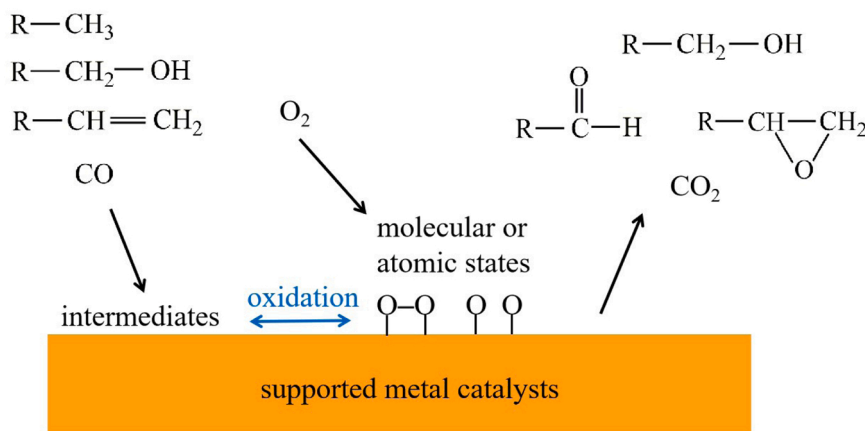 R—CH₃
R—CH₂—OH
R—CH=CH₂
CO
O₂
R—CH₂—OH
O
R—C—H
R—CH—CH₂
O
CO₂
molecular or
atomic states
intermediates
oxidation
O–O O O
supported metal catalysts